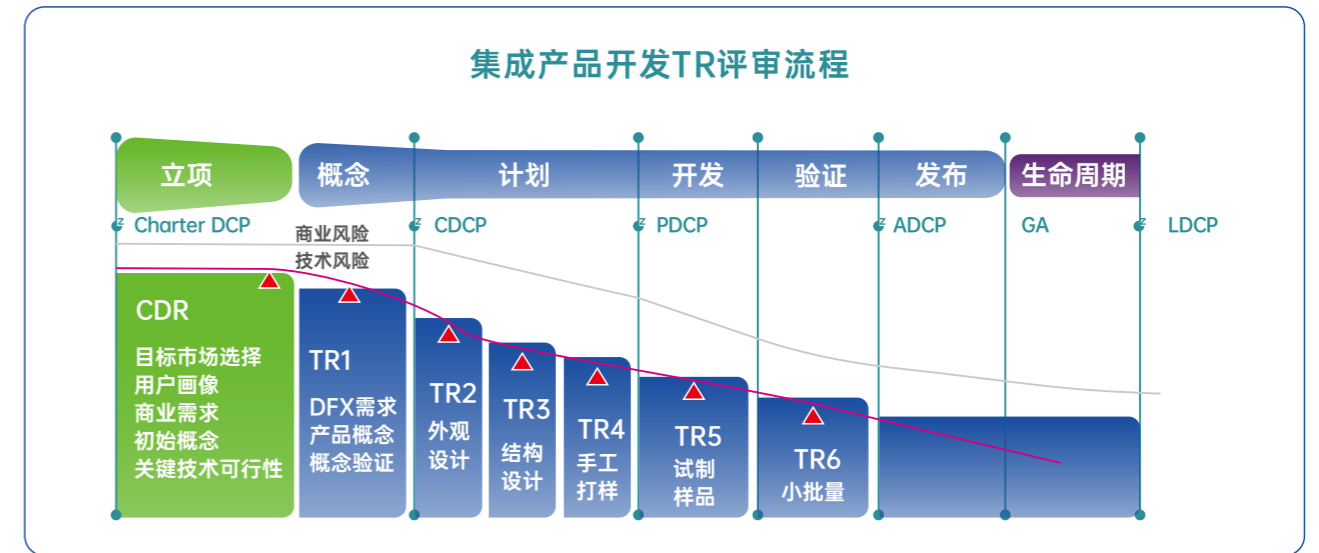 集成产品开发TR评审流程
立项
概念
计划
开发
验证
发布
生命周期
Charter DCP
CDCP
PDCP
ADCP
GA
LDCP
商业风险
技术风险
CDR
目标市场选择
用户画像
商业需求
初始概念
关键技术可行性
TR1
DFX需求
产品概念
概念验证
TR2
外观
设计
TR3
结构
设计
TR4
手工
打样
TR5
试制
样品
TR6
小批量